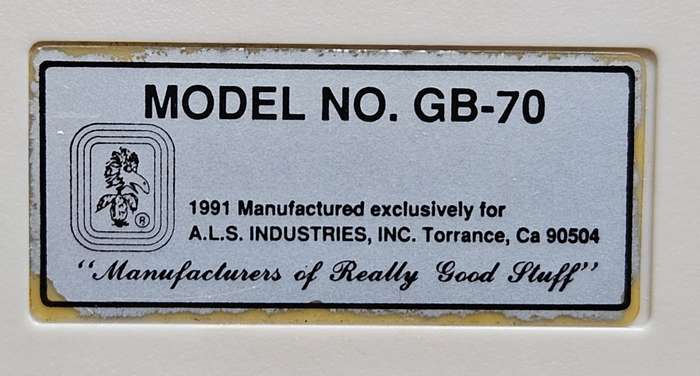 MODEL NO. GB-70
®
1991 Manufactured exclusively for
A.L.S. INDUSTRIES, INC. Torrance, Ca 90504
"Manufacturers of Really Good Stuff"